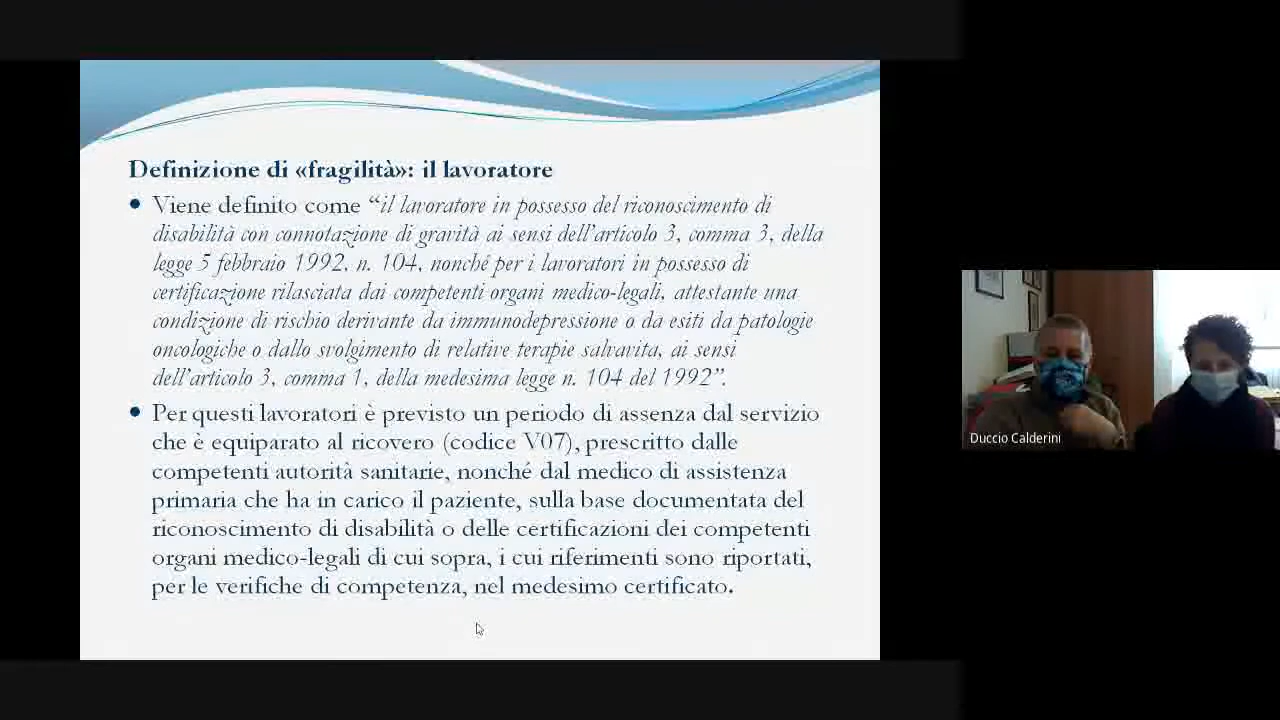 Definizione di «fragilità»: il lavoratore
• Viene definito come “il lavoratore in possesso del riconoscimento di
disabilità con connotazione di gravità ai sensi dell’articolo 3, comma 3, della
legge 5 febbraio 1992, n. 104, nonché per i lavoratori in possesso di
certificazione rilasciata dai competenti organi medico-legali, attestante una
condizione di rischio derivante da immunodepressione o da esiti da patologie
oncologiche o dallo svolgimento di relative terapie salvavita, ai sensi
dell’articolo 3, comma 1, della medesima legge n. 104 del 1992”.
• Per questi lavoratori è previsto un periodo di assenza dal servizio
che è equiparato al ricovero (codice V07), prescritto dalle
competenti autorità sanitarie, nonché dal medico di assistenza
primaria che ha in carico il paziente, sulla base documentata del
riconoscimento di disabilità o delle certificazioni dei competenti
organi medico-legali di cui sopra, i cui riferimenti sono riportati,
per le verifiche di competenza, nel medesimo certificato.
Duccio Calderini